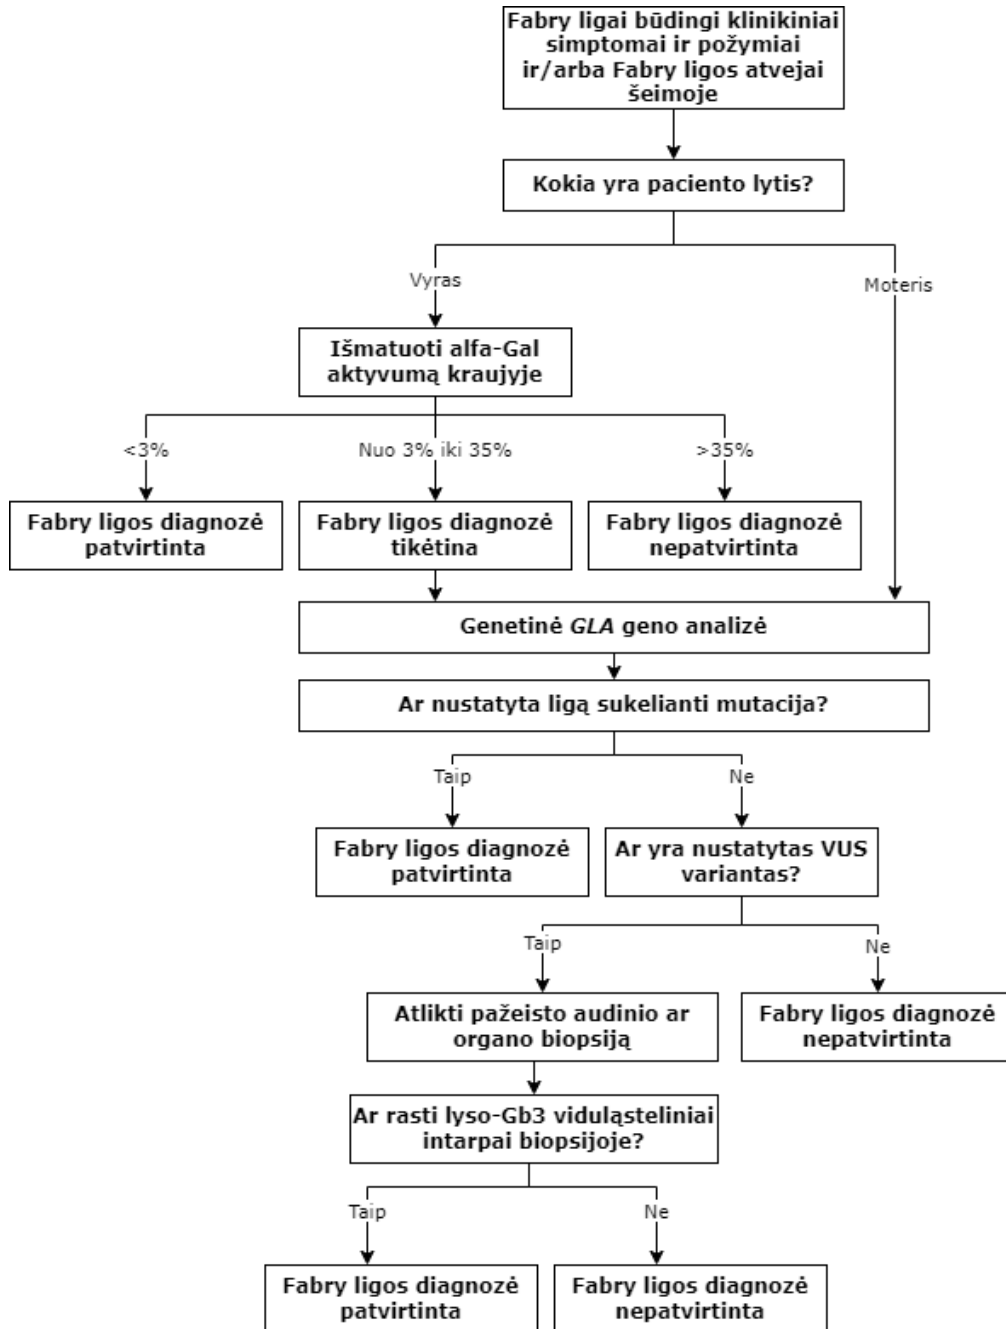 Fabry ligai būdingi klinikiniai
simptomai ir požymiai
ir/arba Fabry ligos atvejai
šeimoje
Kokia yra paciento lytis?
Vyras
Moteris
Išmatuoti alfa-Gal
aktyvumą kraujyje
<3%
Nuo 3% iki 35%
>35%
Fabry ligos diagnozė
patvirtinta
Fabry ligos diagnozė
tikėtina
Fabry ligos diagnozė
nepatvirtinta
Genetinė GLA geno analizė
Ar nustatyta ligą sukelianti mutacija?
Taip
Ne
Fabry ligos diagnozė
patvirtinta
Ar yra nustatytas VUS
variantas?
Taip
Ne
Atlikti pažeisto audinio ar
organo biopsiją
Fabry ligos diagnozė
nepatvirtinta
Ar rasti lyso-Gb3 viduląsteliniai
intarpai biopsijoje?
Taip
Ne
Fabry ligos diagnozė
patvirtinta
Fabry ligos diagnozė
nepatvirtinta